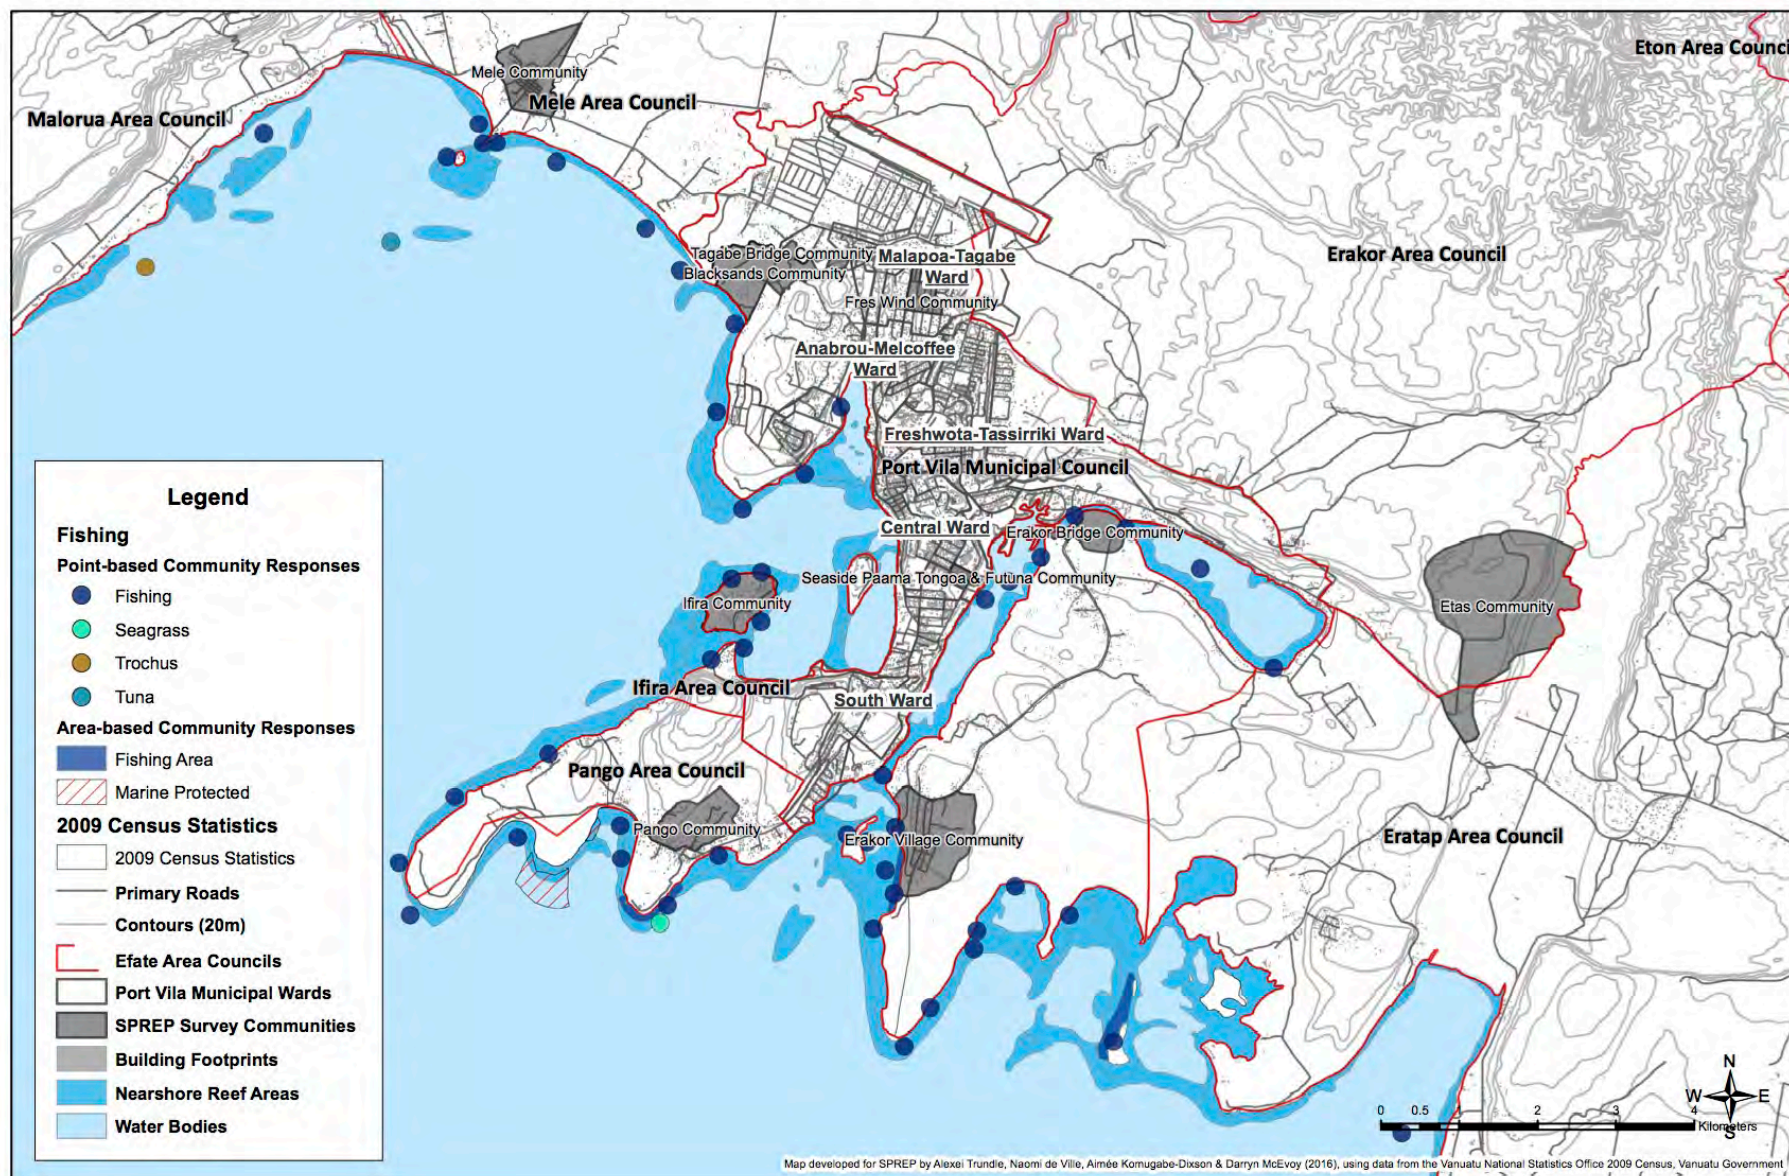 Eton Area Counci
Mele Community
Mele Area Council
Malorua Area Council
Tagabe Bridge Community
Malapoa-Tagabe
Ward
Blacksands Community
Erakor Area Council
Fres Wind Community
Anabrou-Melcoffee
Ward
Freshwota-Tassirriki Ward
Port Vila Municipal Council
Central Ward
Erakor Bridge Community
Seaside Paama Tongoa & Futuna Community
Ifira Community
Etas Community
Ifira Area Council
South Ward
Pango Area Council
Pango Community
Erakor Village Community
Eratap Area Council
Legend
Fishing
Point-based Community Responses
Fishing
Seagrass
Trochus
Tuna
Area-based Community Responses
Fishing Area
Marine Protected
2009 Census Statistics
2009 Census Statistics
Primary Roads
Contours (20m)
Efate Area Councils
Port Vila Municipal Wards
SPREP Survey Communities
Building Footprints
Nearshore Reef Areas
Water Bodies
N
W E
S
0 0.5 1 2 3 4
Kilometers
Map developed for SPREP by Alexei Trundle, Naomi de Ville, Aimée Komugabe-Dixson & Darryn McEvoy (2016), using data from the Vanuatu National Statistics Office 2009 Census, Vanuatu Governm